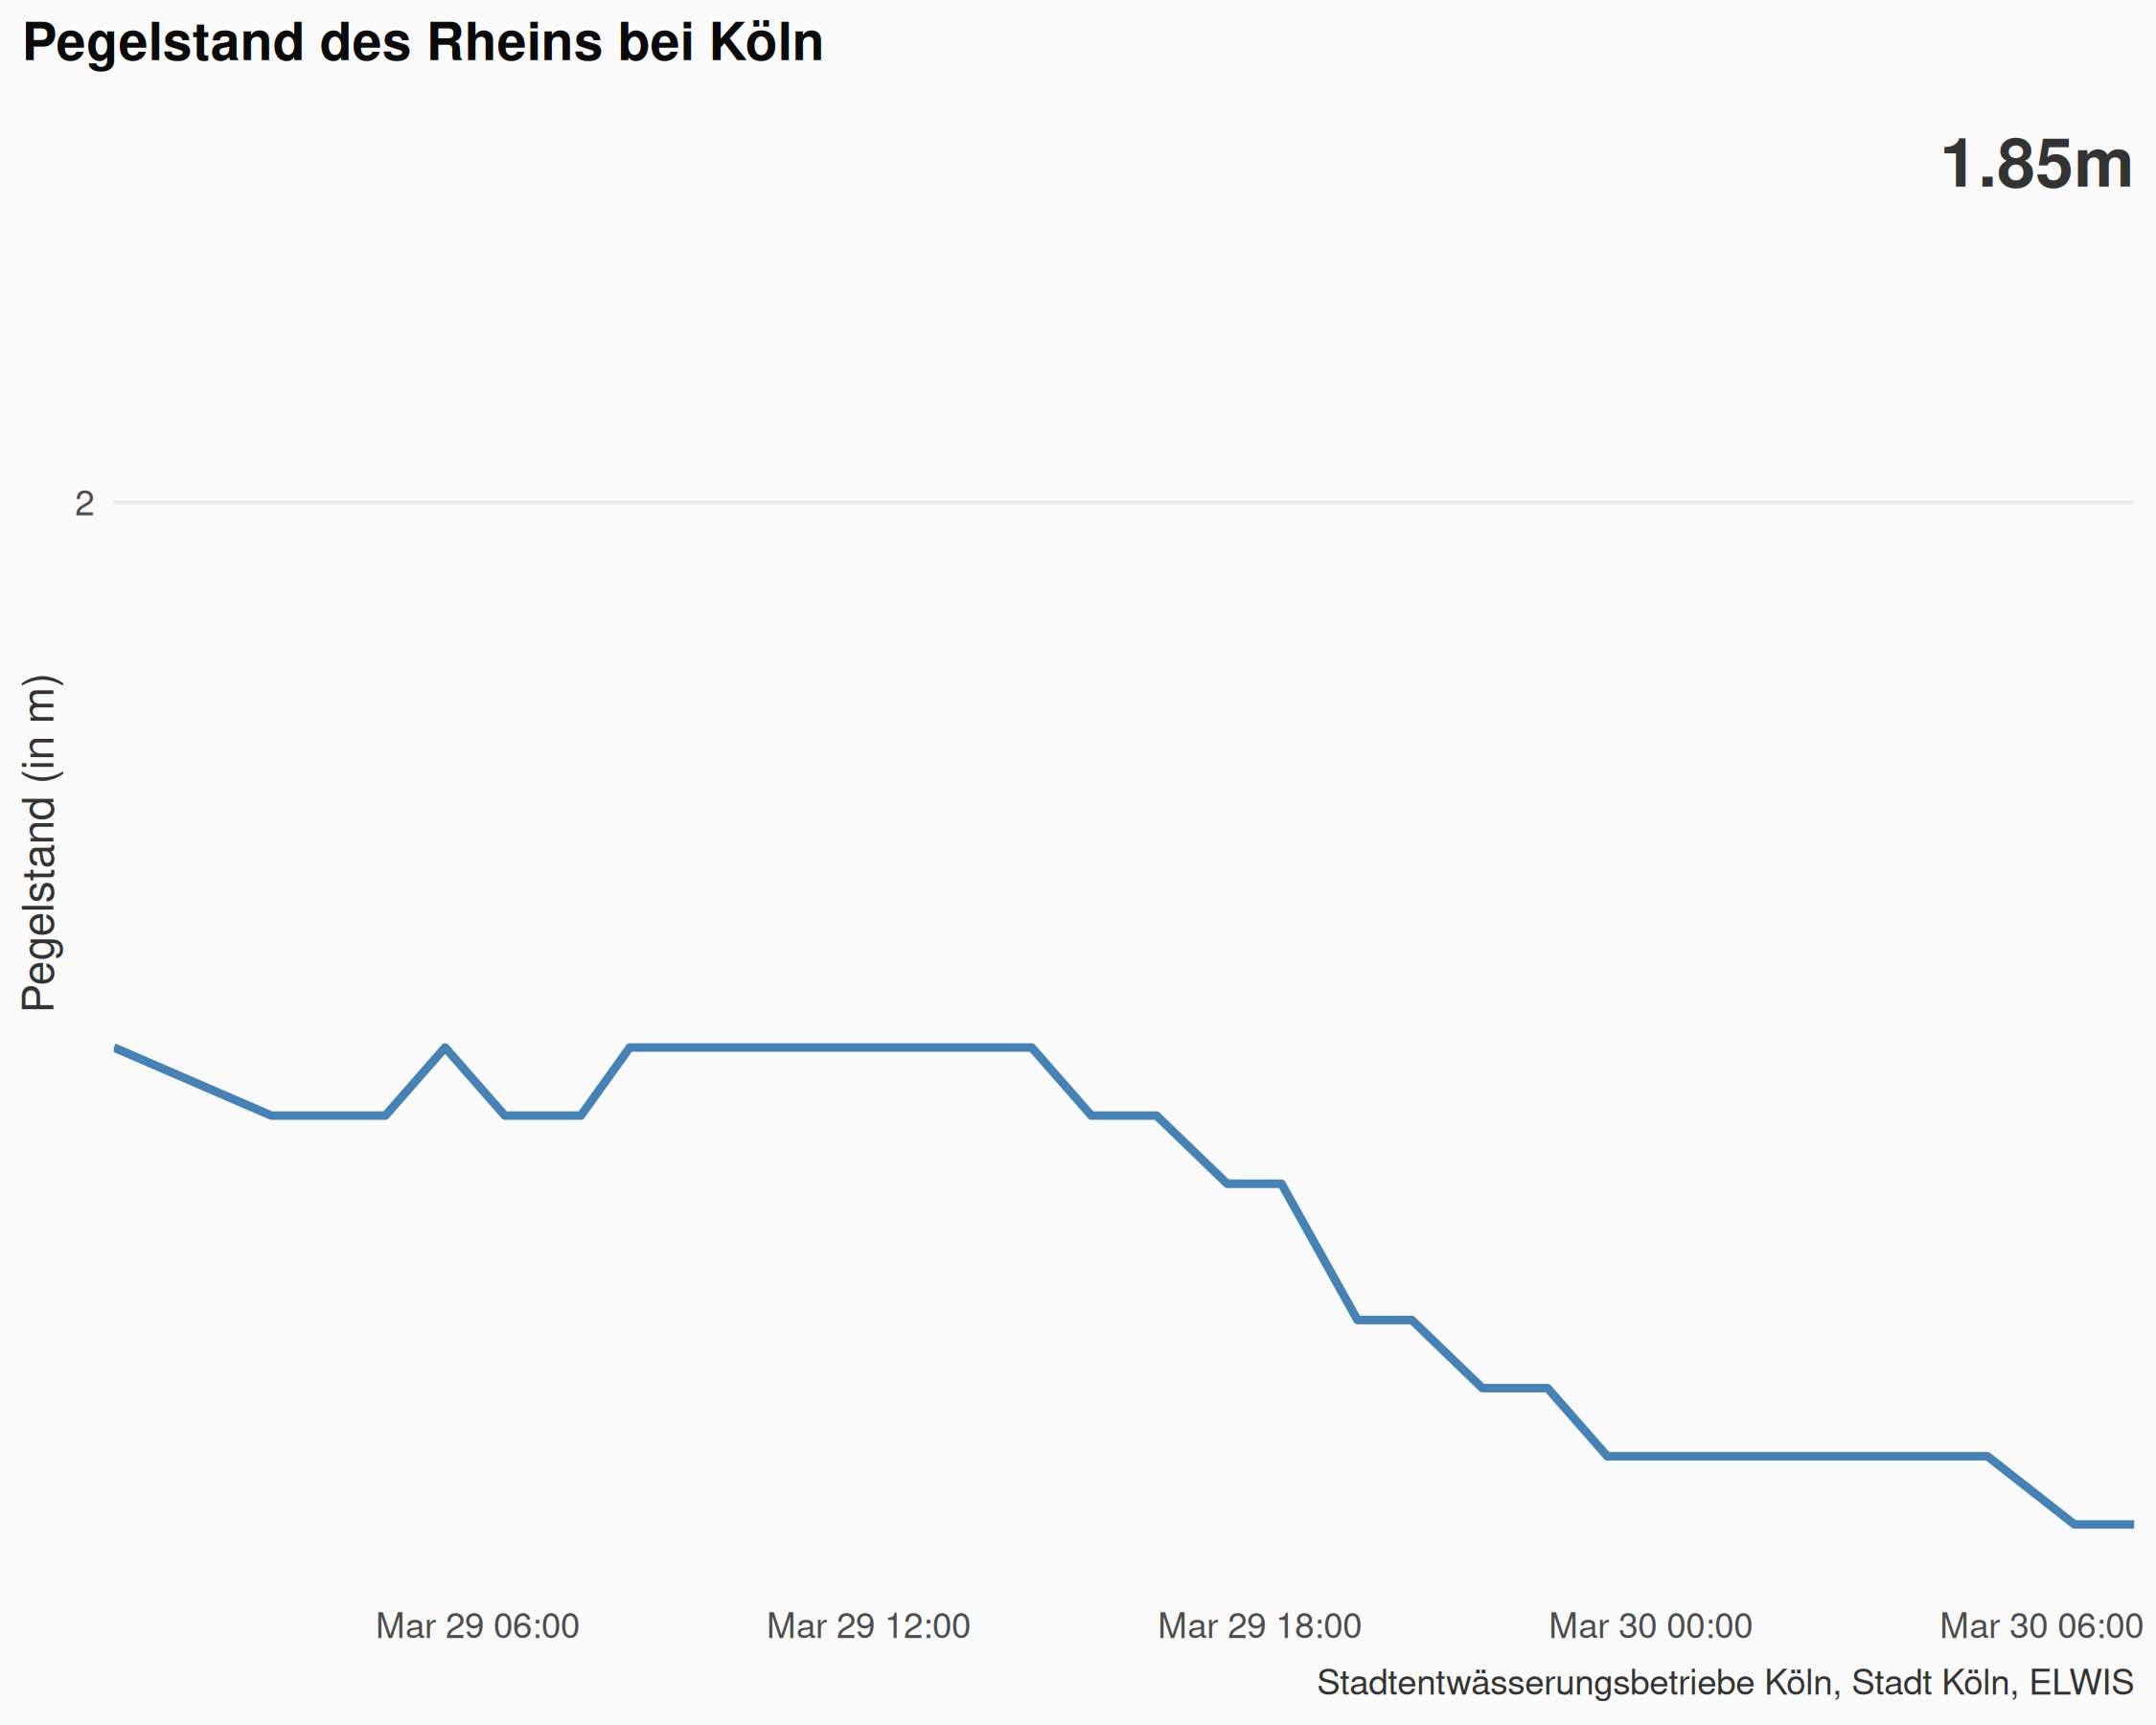 Pegelstand des Rheins bei Köln
1.85m
2
Pegelstand (in m)
Mar 29 06:00 Mar 29 12:00 Mar 29 18:00 Mar 30 00:00 Mar 30 06:00
Stadtentwässerungsbetriebe Köln, Stadt Köln, ELWIS